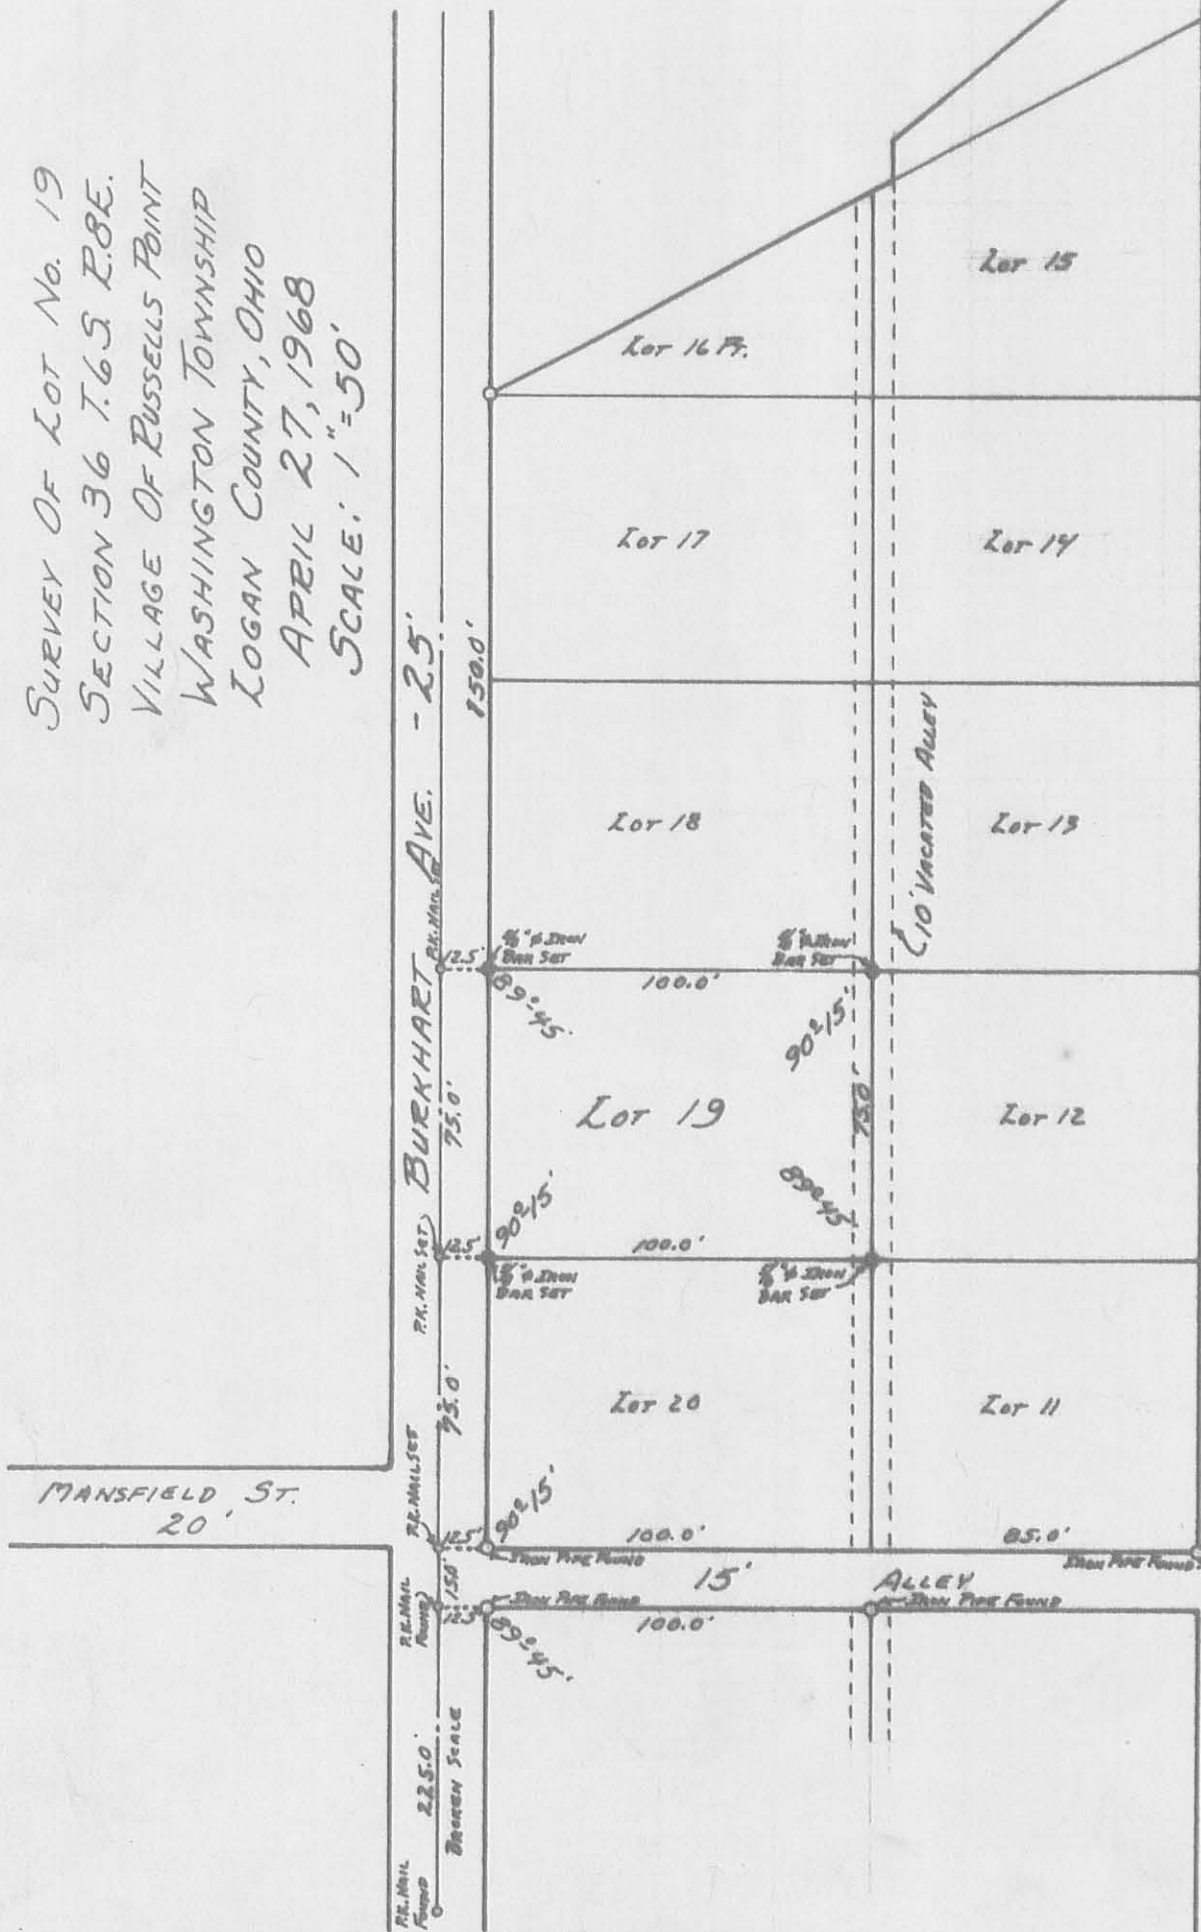 SURVEY OF LOT No. 19
SECTION 36 T.6S. R.8E.
VILLAGE OF RUSSELLS POINT
WASHINGTON TOWNSHIP
LOGAN COUNTY, OHIO
APRIL 27, 1968
SCALE: 1"=50'
LOT 15
LOT 16 PT.
LOT 17
LOT 14
150.0'
BURKHART AVE. - 25'
LOT 18
LOT 13
10' VACATED ALLEY
P.K. NAIL SET
12.5'
5/8" φ IRON
BAR SET
5/8" φ IRON
BAR SET
100.0'
89°-45'
90°-15'
75.0'
LOT 19
75.0'
LOT 12
90°-15'
89°-45'
P.K. NAIL SET
12.5'
100.0'
5/8" φ IRON
BAR SET
5/8" φ IRON
BAR SET
75.0'
LOT 20
LOT 11
MANSFIELD ST.
20'
P.K. NAIL SET
90°-15'
12.5'
100.0'
85.0'
IRON PIPE FOUND
IRON PIPE FOUND
15' ALLEY
P.K. NAIL
FOUND
15.0'
12.5'
IRON PIPE FOUND
IRON PIPE FOUND
100.0'
89°-45'
P.K. NAIL
FOUND
225.0'
BROKEN SCALE